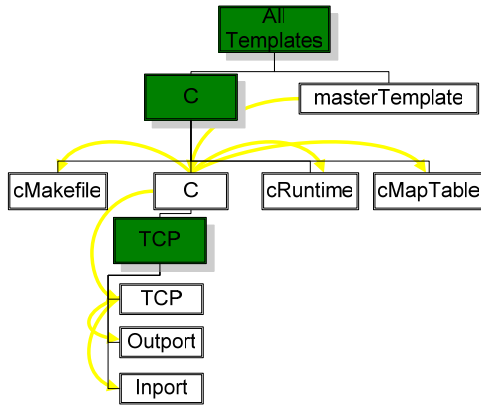 All
Templates
C
masterTemplate
cMakefile
C
cRuntime
cMapTable
TCP
TCP
Outport
Inport